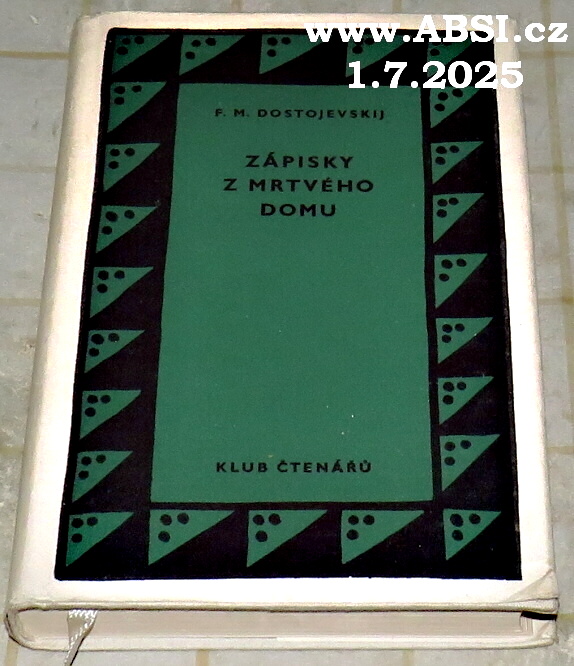 www.ABSI.cz
1.7.2025
F. M. DOSTOJEVSKIJ
ZÁPISKY
Z MRTVÉHO
DOMU
KLUB ČTENÁŘŮ